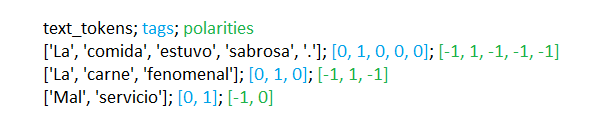 text_tokens; tags; polarities
['La', 'comida', 'estuvo', 'sabrosa', '.']; [0, 1, 0, 0, 0]; [-1, 1, -1, -1, -1]
['La', 'carne', 'fenomenal']; [0, 1, 0]; [-1, 1, -1]
['Mal', 'servicio']; [0, 1]; [-1, 0]